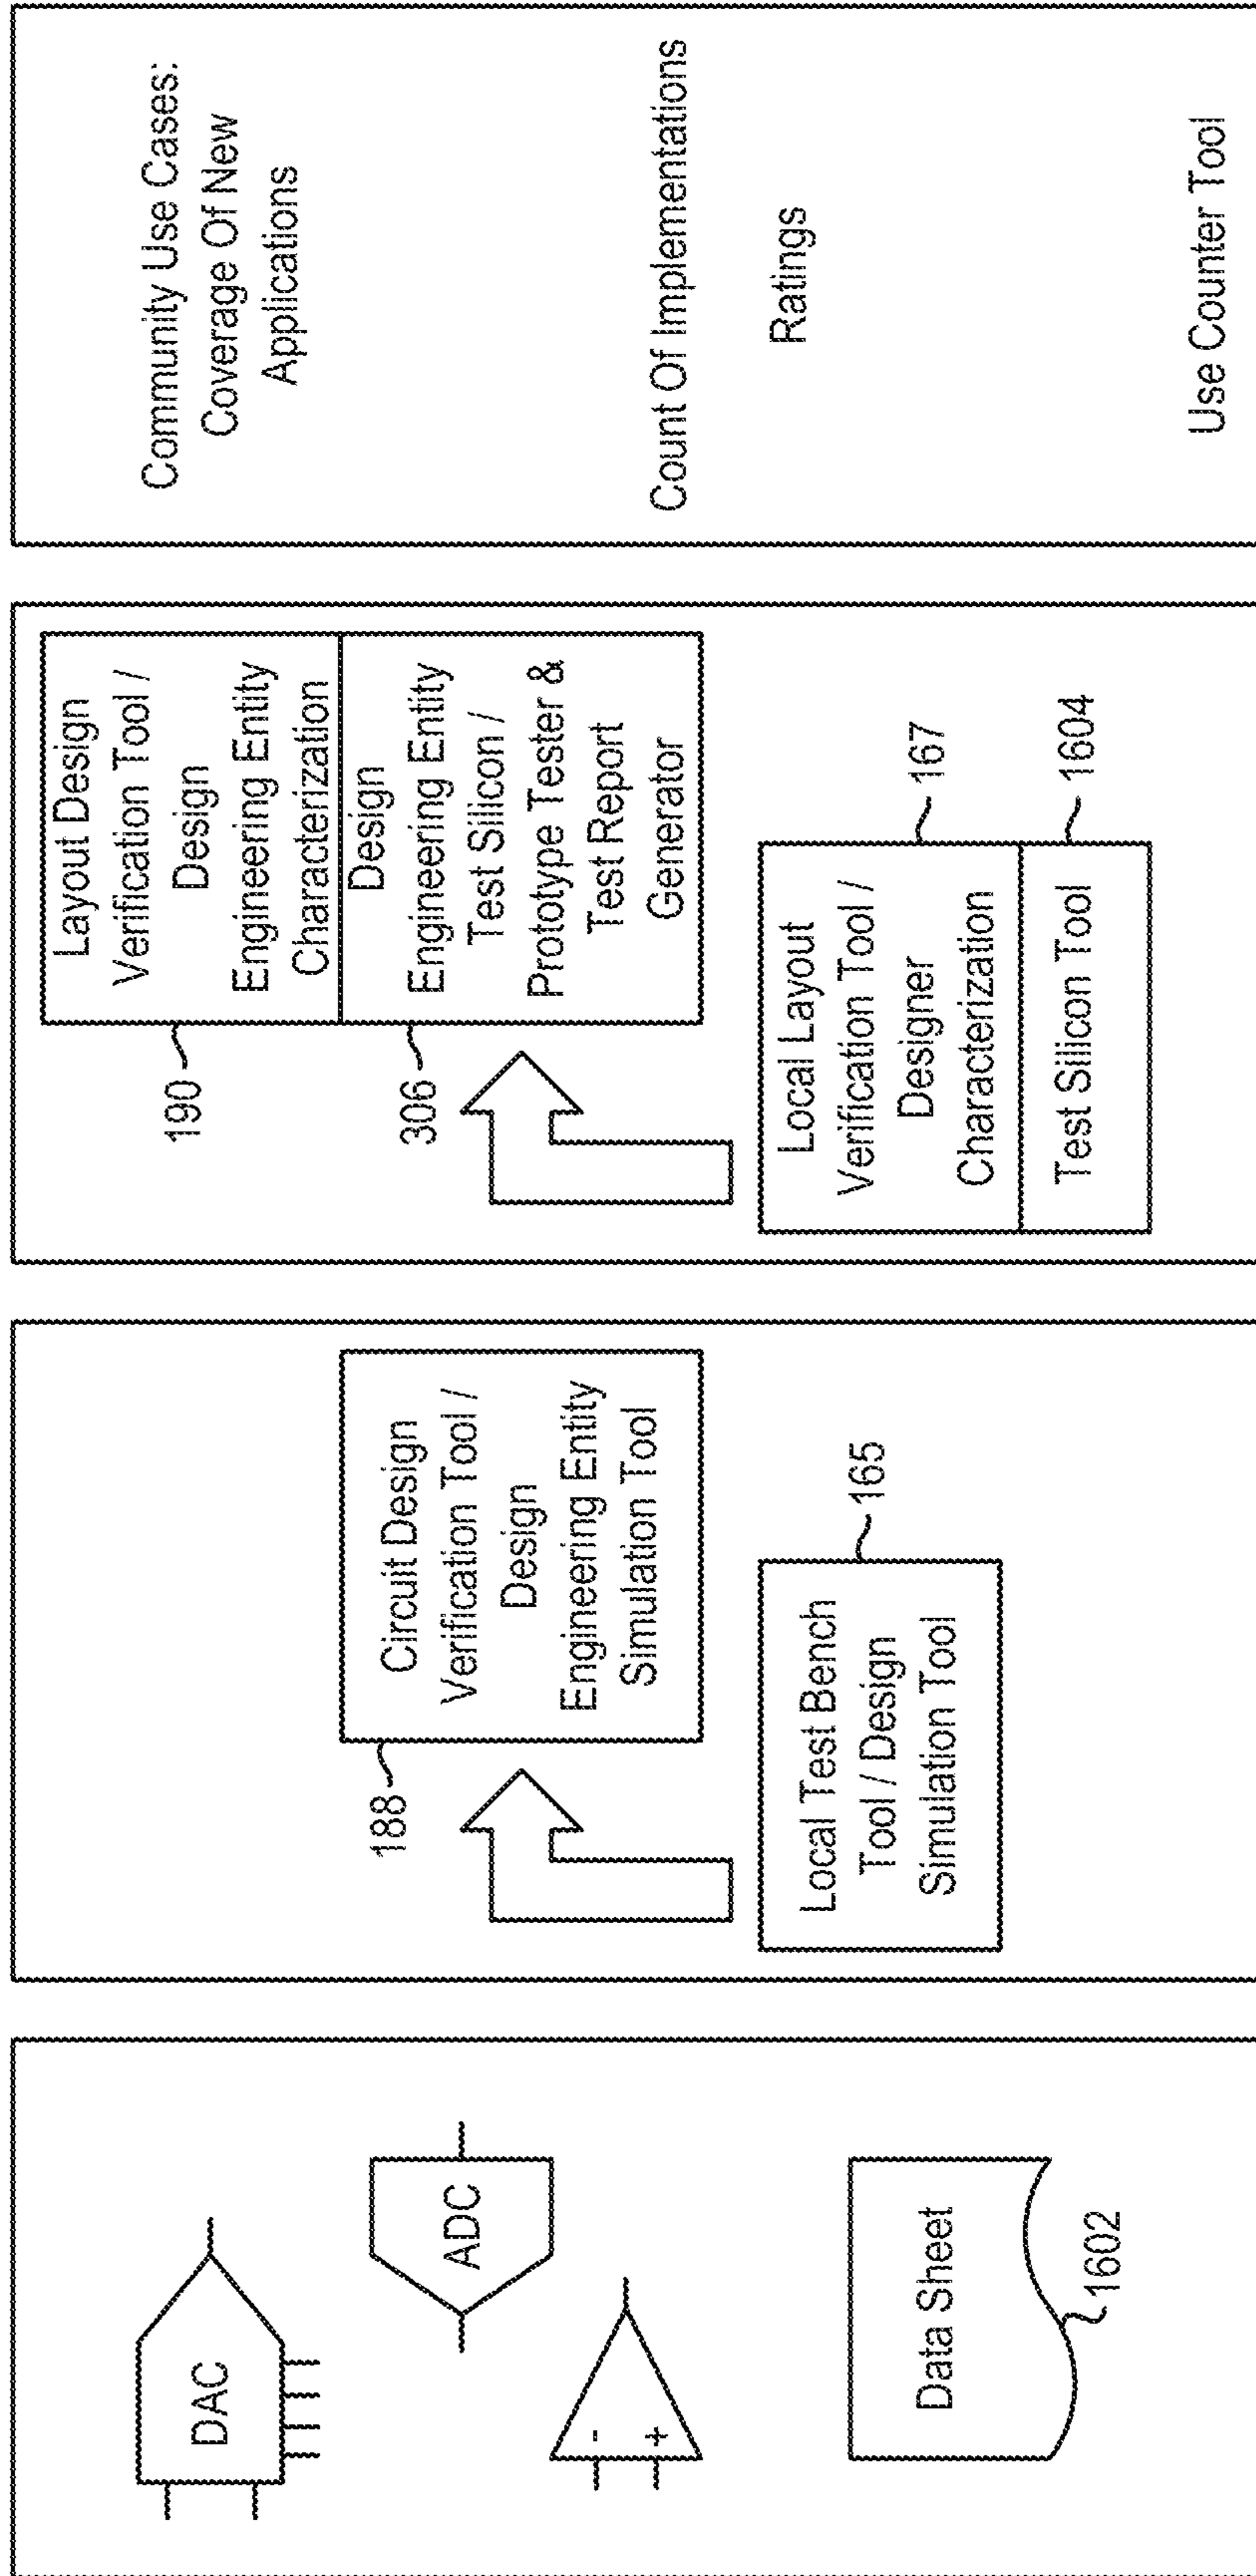 DAC
ADC
-
+
Data Sheet
1602
188
Circuit Design
Verification Tool /
Design
Engineering Entity
Simulation Tool
Local Test Bench
Tool / Design
Simulation Tool
165
190
Layout Design
Verification Tool /
Design
Engineering Entity
Characterization
306
Design
Engineering Entity
Test Silicon /
Prototype Tester &
Test Report
Generator
Local Layout
Verification Tool /
Designer
Characterization
167
Test Silicon Tool
1604
Community Use Cases:
Coverage Of New
Applications
Count Of Implementations
Ratings
Use Counter Tool